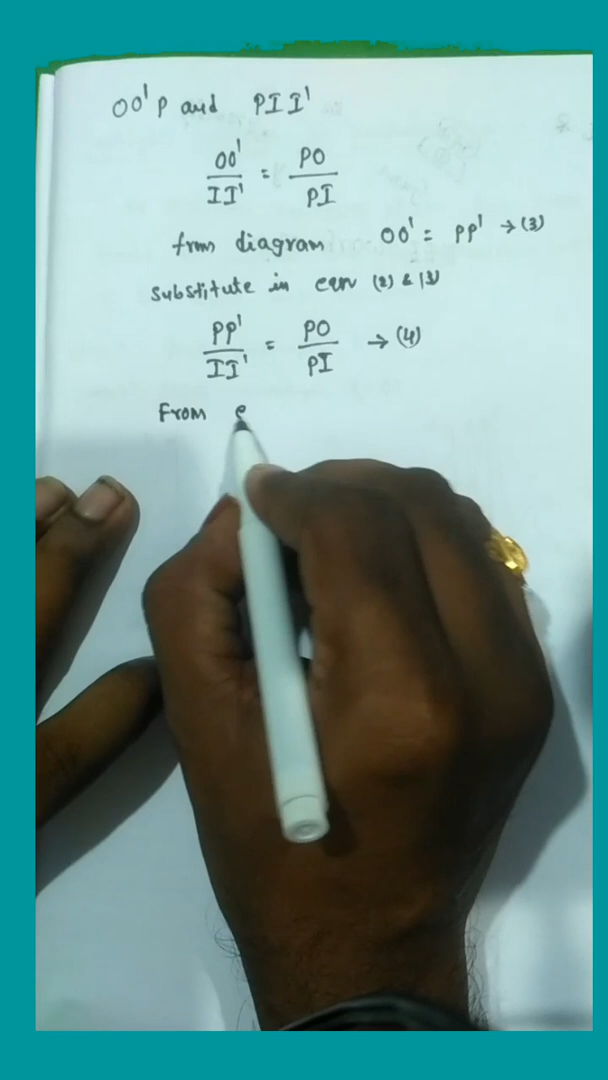 OO'P and PII'
OO'/II' = PO/PI
from diagram OO' = PP' → (3)
substitute in eqn (2) & (3)
PP'/II' = PO/PI → (4)
From e